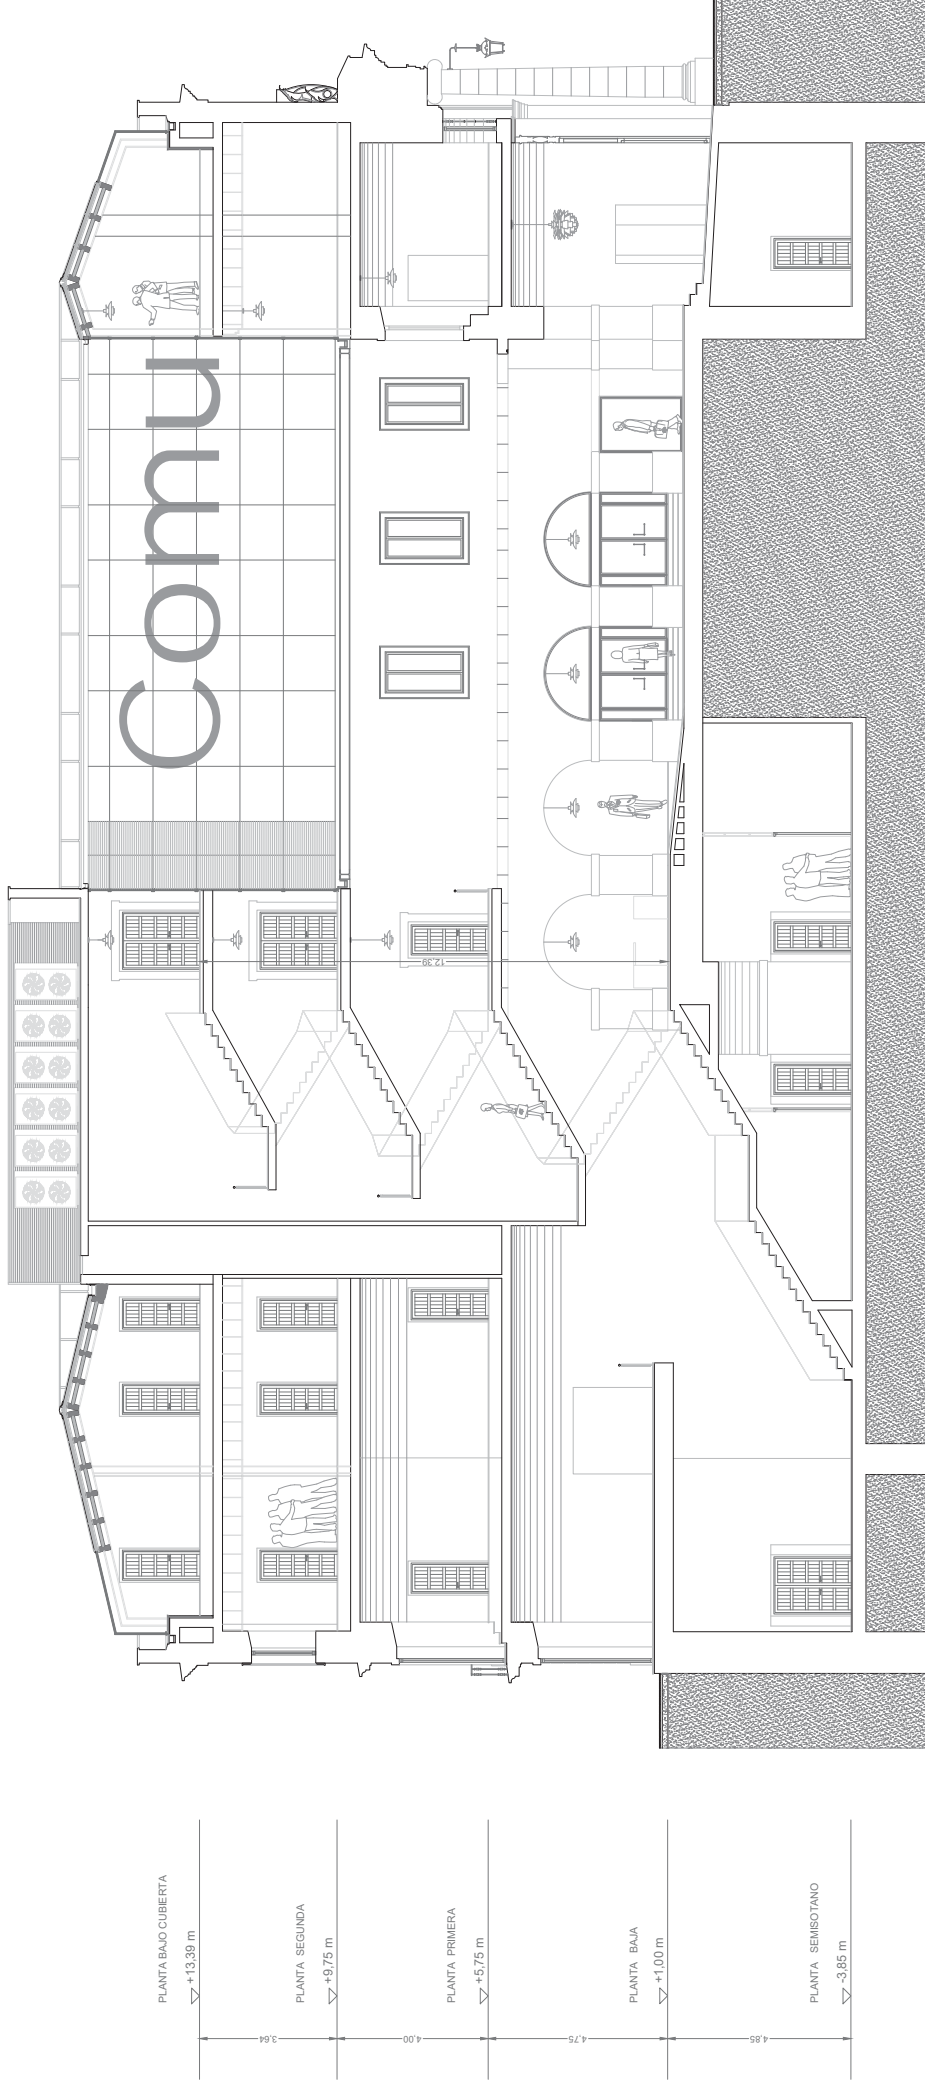 Comu
12,39
PLANTA BAJO CUBIERTA
+13,39 m
3,64
PLANTA SEGUNDA
+9,75 m
4,00
PLANTA PRIMERA
+5,75 m
4,75
PLANTA BAJA
+1,00 m
4,85
PLANTA SEMISOTANO
-3,85 m